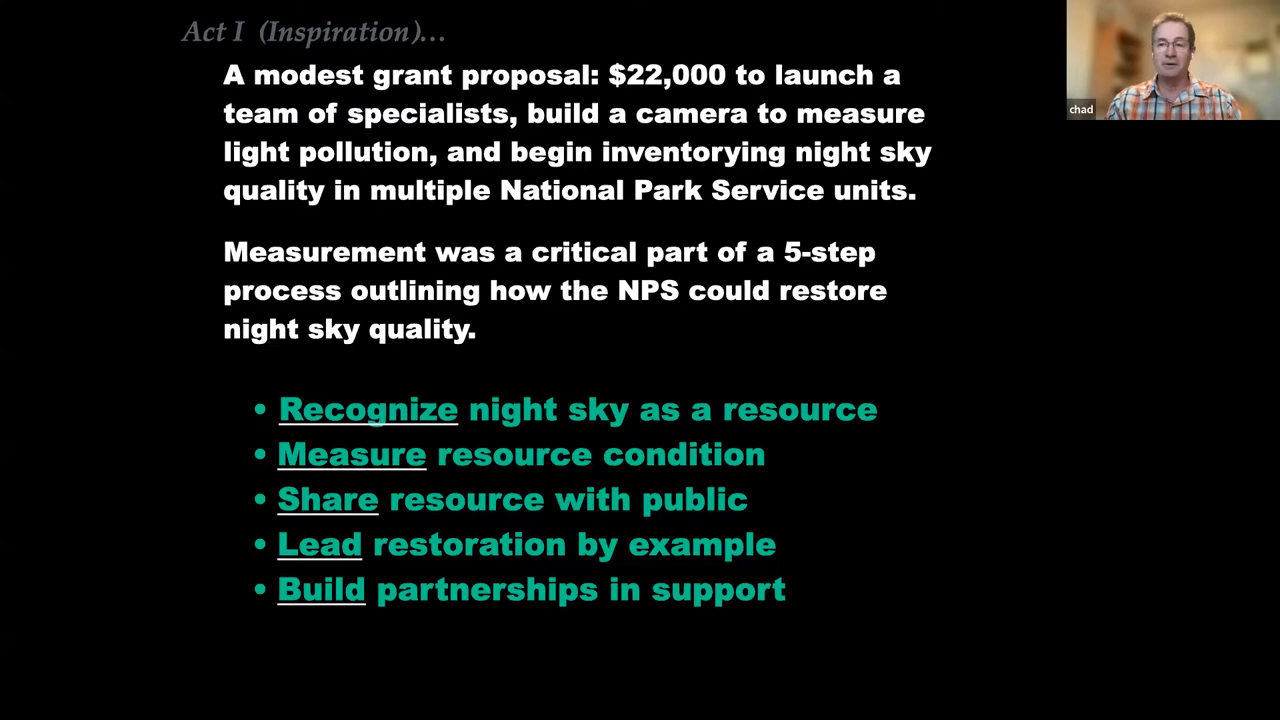 Act I (Inspiration)...
A modest grant proposal: $22,000 to launch a
team of specialists, build a camera to measure
light pollution, and begin inventorying night sky
quality in multiple National Park Service units.
Measurement was a critical part of a 5-step
process outlining how the NPS could restore
night sky quality.
• Recognize night sky as a resource
• Measure resource condition
• Share resource with public
• Lead restoration by example
• Build partnerships in support
chad